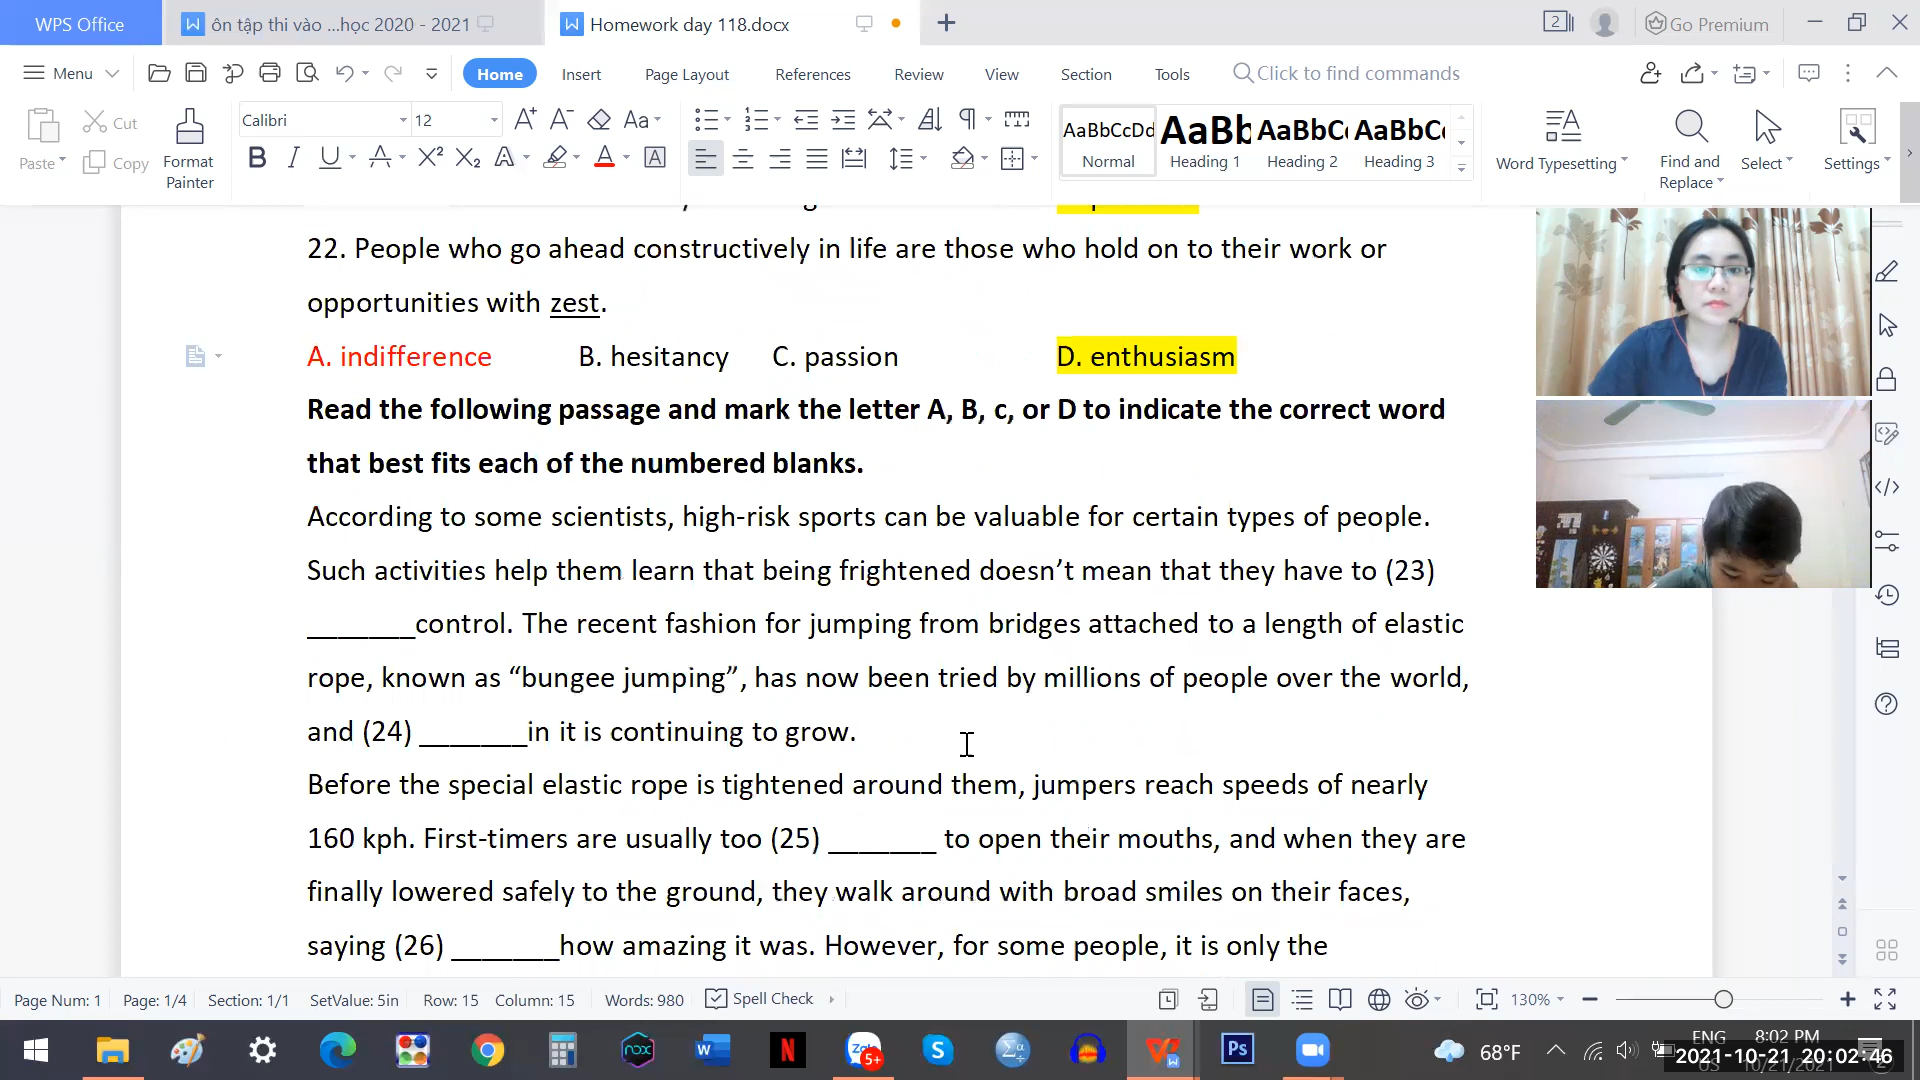 WPS Office
ôn tập thi vào ...học 2020 - 2021
Homework day 118.docx
2
Go Premium
Menu
Home
Insert
Page Layout
References
Review
View
Section
Tools
Click to find commands
Paste
Cut
Copy
Format Painter
Calibri
12
AaBbCcDd
Normal
AaBb
Heading 1
AaBbC
Heading 2
AaBbC
Heading 3
Word Typesetting
Find and Replace
Select
Settings
22. People who go ahead constructively in life are those who hold on to their work or
opportunities with zest.
A. indifference B. hesitancy C. passion D. enthusiasm
Read the following passage and mark the letter A, B, c, or D to indicate the correct word
that best fits each of the numbered blanks.
According to some scientists, high-risk sports can be valuable for certain types of people.
Such activities help them learn that being frightened doesn’t mean that they have to (23)
_______control. The recent fashion for jumping from bridges attached to a length of elastic
rope, known as “bungee jumping”, has now been tried by millions of people over the world,
and (24) _______in it is continuing to grow.
Before the special elastic rope is tightened around them, jumpers reach speeds of nearly
160 kph. First-timers are usually too (25) _______ to open their mouths, and when they are
finally lowered safely to the ground, they walk around with broad smiles on their faces,
saying (26) _______how amazing it was. However, for some people, it is only the
Page Num: 1 Page: 1/4 Section: 1/1 SetValue: 5in Row: 15 Column: 15 Words: 980 Spell Check 130%
nox
Zalo
5+
Ps
68°F
ENG
8:02 PM
2021-10-21 20:02:46